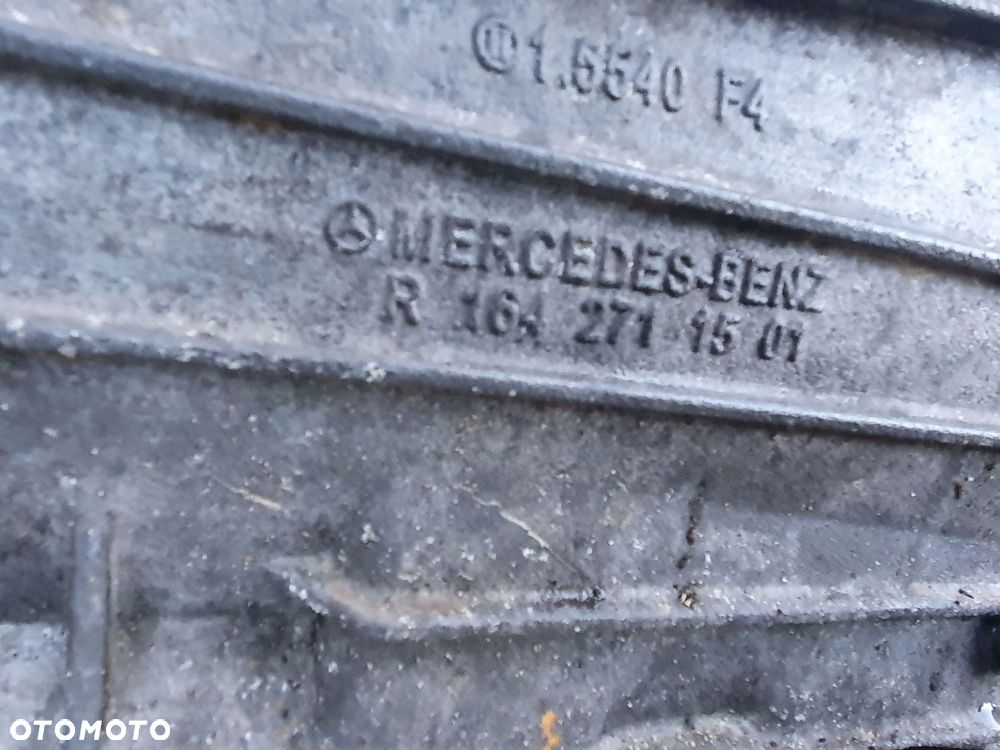 1.5540 F4
MERCEDES-BENZ
R 164 271 15 01
OTOMOTO